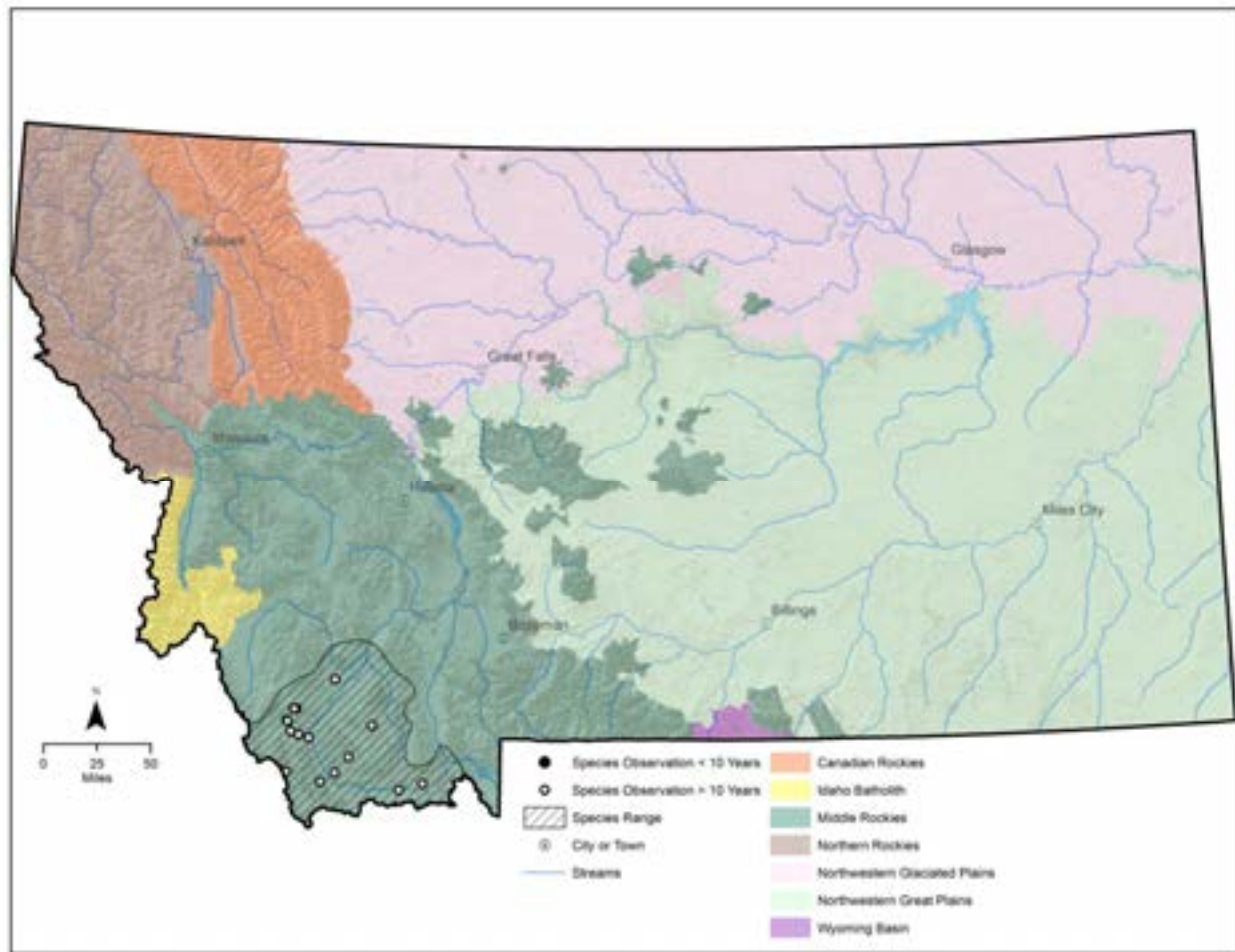 Kalispell
Glasgow
Great Falls
Missoula
Helena
Miles City
Billings
Bozeman
N
0 25 50
Miles
Species Observation < 10 Years
Species Observation > 10 Years
Species Range
City or Town
Streams
Canadian Rockies
Idaho Batholith
Middle Rockies
Northern Rockies
Northwestern Glaciated Plains
Northwestern Great Plains
Wyoming Basin